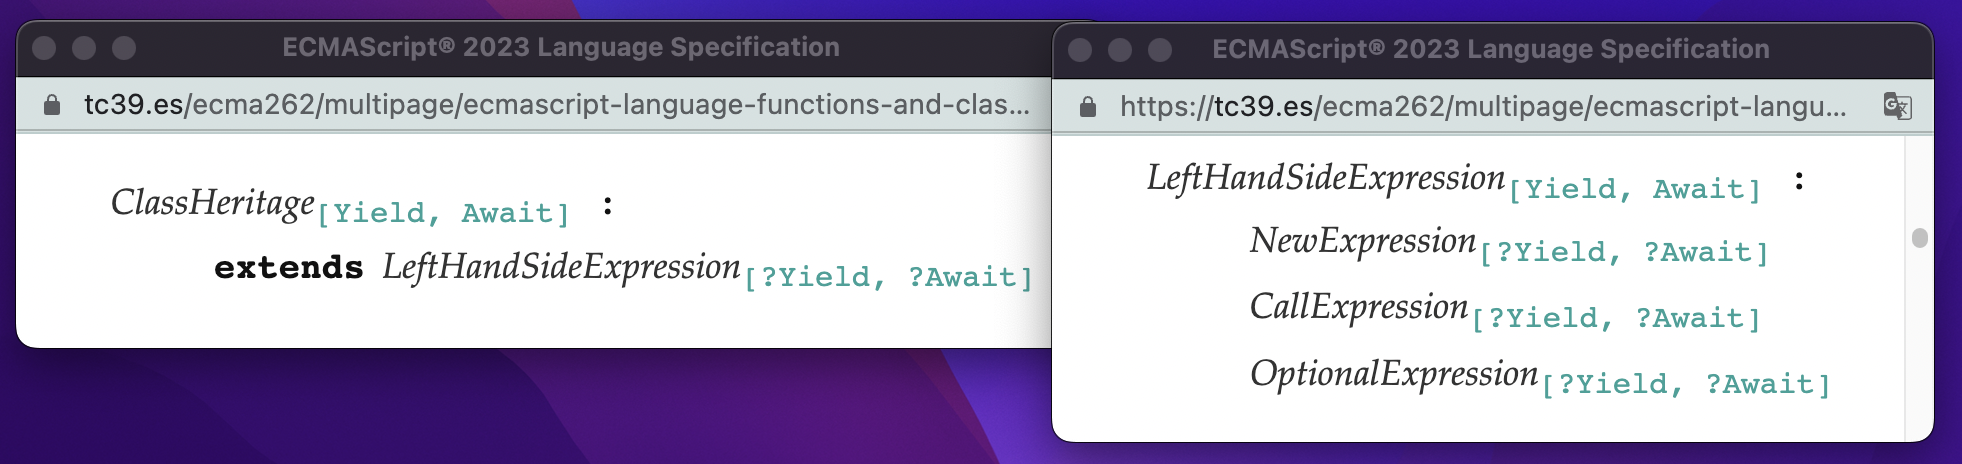 ECMAScript® 2023 Language Specification
tc39.es/ecma262/multipage/ecmascript-language-functions-and-clas...
ClassHeritage[Yield, Await] :
extends LeftHandSideExpression[?Yield, ?Await]
ECMAScript® 2023 Language Specification
https://tc39.es/ecma262/multipage/ecmascript-langu...
LeftHandSideExpression[Yield, Await] :
NewExpression[?Yield, ?Await]
CallExpression[?Yield, ?Await]
OptionalExpression[?Yield, ?Await]